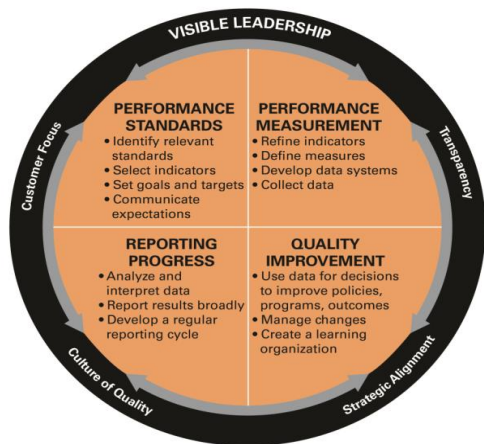 VISIBLE LEADERSHIP
Customer Focus
Transparency
PERFORMANCE
STANDARDS
• Identify relevant
standards
• Select indicators
• Set goals and targets
• Communicate
expectations
PERFORMANCE
MEASUREMENT
• Refine indicators
• Define measures
• Develop data systems
• Collect data
REPORTING
PROGRESS
• Analyze and
interpret data
• Report results broadly
• Develop a regular
reporting cycle
QUALITY
IMPROVEMENT
• Use data for decisions
to improve policies,
programs, outcomes
• Manage changes
• Create a learning
organization
Culture of Quality
Strategic Alignment